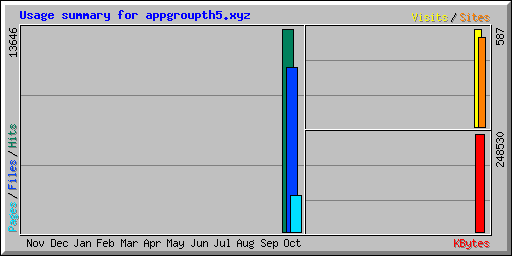 Usage summary for appgroupth5.xyz
Visits/Sites
13646
587
Pages/Files/Hits
248530
Nov Dec Jan Feb Mar Apr May Jun Jul Aug Sep Oct
KBytes